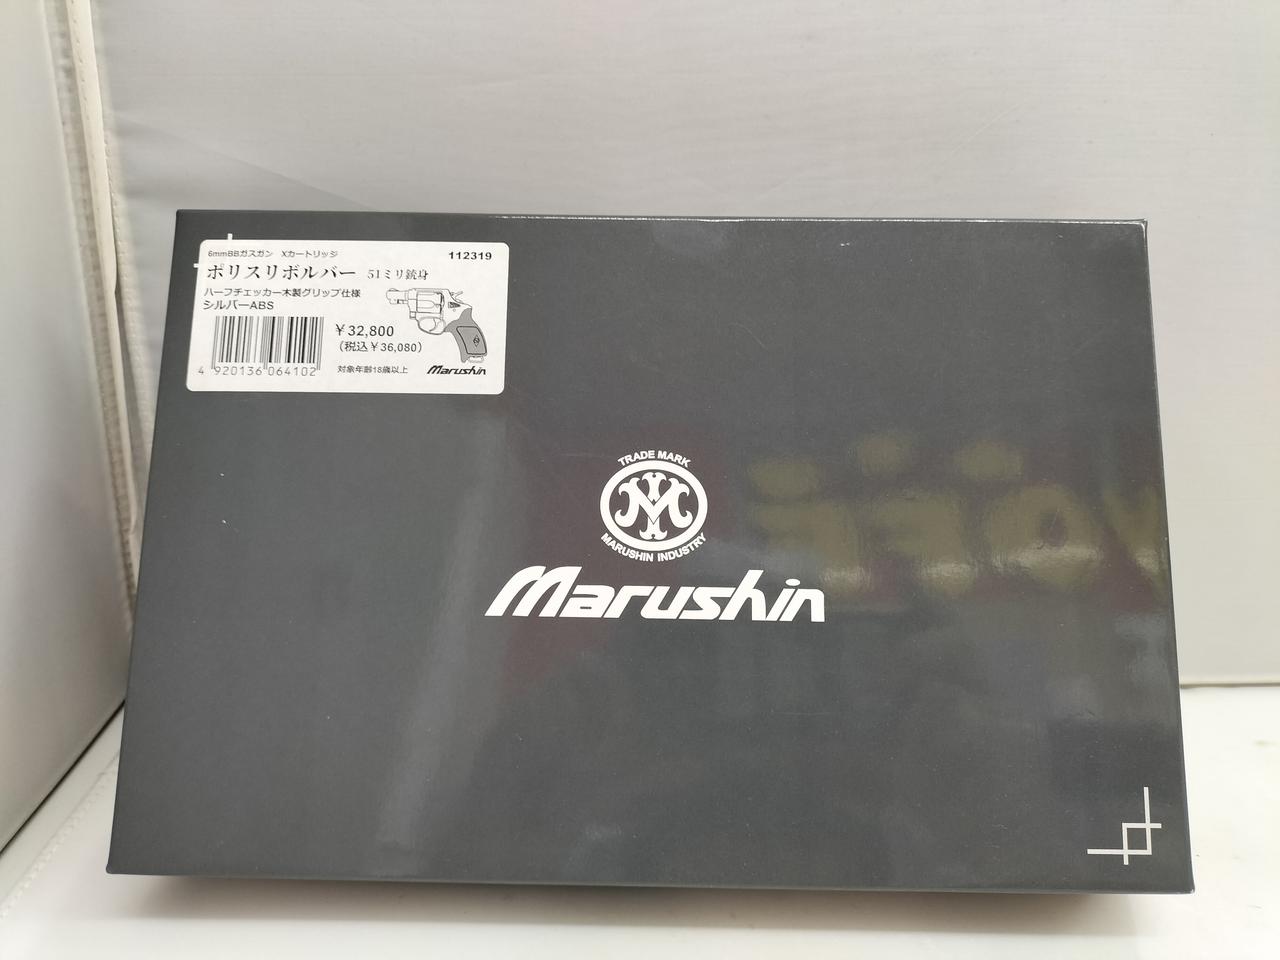 6mmBBガスガン Xカートリッジ 112319
ポリスリボルバー 51ミリ銃身
ハーフチェッカー木製グリップ仕様
シルバーABS
￥32,800
（税込￥36,080）
4 920136 064102
対象年齢18歳以上
Marushin
TRADE MARK
M
MARUSHIN INDUSTRY
Marushin